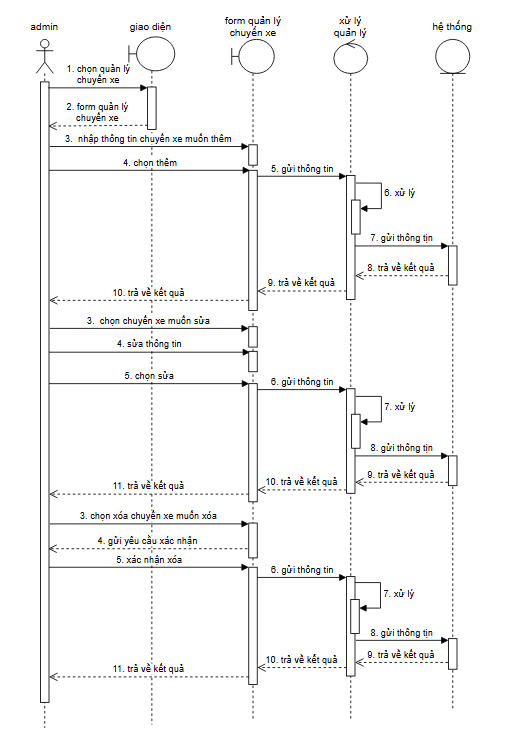 admin
giao diện
form quản lý
chuyến xe
xử lý
quản lý
hệ thống
1. chọn quản lý
chuyến xe
2. form quản lý
chuyến xe
3. nhập thông tin chuyến xe muốn thêm
4. chọn thêm
5. gửi thông tin
6. xử lý
7. gửi thông tịn
8. trả về kết quả
9. trả về kết quả
10. trả về kết quả
3. chọn chuyến xe muốn sửa
4. sửa thông tin
5. chọn sửa
6. gửi thông tin
7. xử lý
8. gửi thông tịn
9. trả về kết quả
10. trả về kết quả
11. trả về kết quả
3. chọn xóa chuyến xe muốn xóa
4. gửi yêu cầu xác nhận
5. xác nhận xóa
6. gửi thông tin
7. xử lý
8. gửi thông tịn
9. trả về kết quả
10. trả về kết quả
11. trả về kết quả